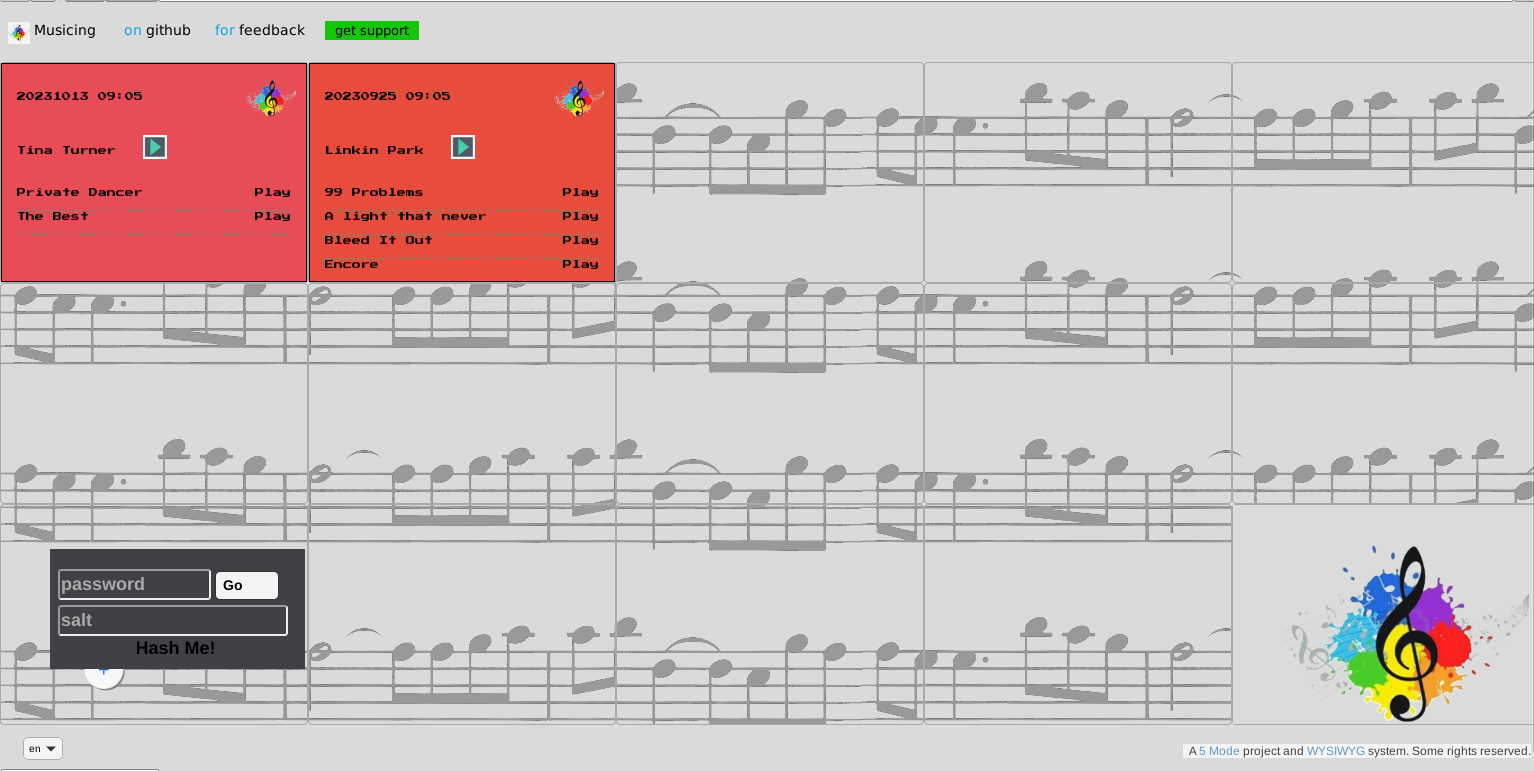 Musicing on github for feedback get support
20231013 09:05
Tina Turner
Private Dancer Play
The Best Play
20230925 09:05
Linkin Park
99 Problems Play
A light that never Play
Bleed It Out Play
Encore Play
password Go
salt
Hash Me!
+
en
A 5 Mode project and WYSIWYG system. Some rights reserved.